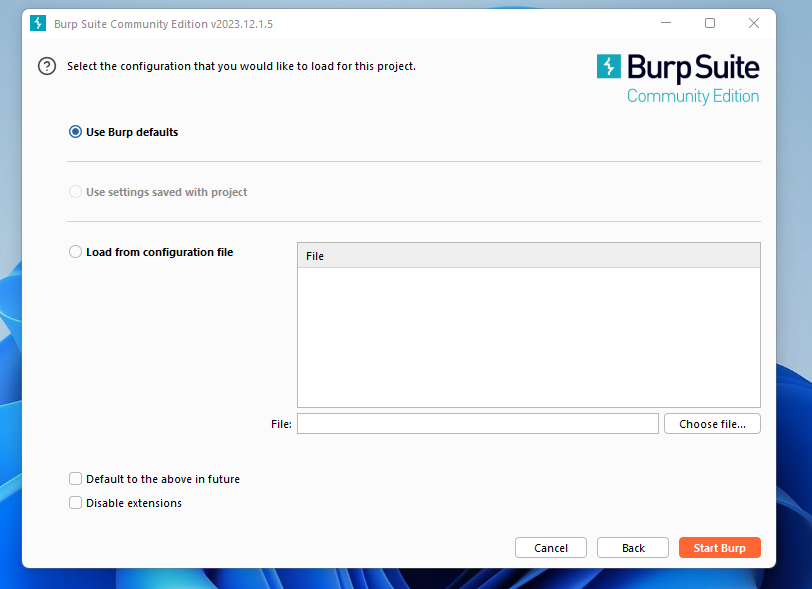 Burp Suite Community Edition v2023.12.1.5
Select the configuration that you would like to load for this project.
Burp Suite
Community Edition
Use Burp defaults
Use settings saved with project
Load from configuration file
File
File:
Choose file...
Default to the above in future
Disable extensions
Cancel
Back
Start Burp